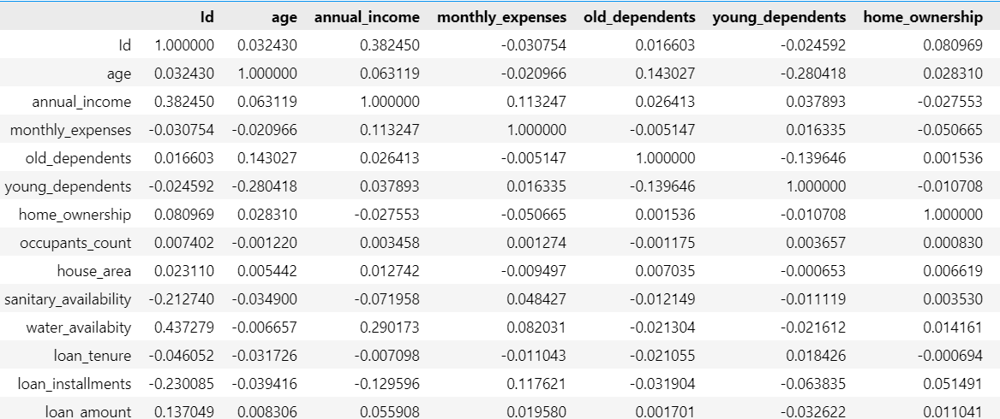 Id age annual_income monthly_expenses old_dependents young_dependents home_ownership
Id 1.000000 0.032430 0.382450 -0.030754 0.016603 -0.024592 0.080969
age 0.032430 1.000000 0.063119 -0.020966 0.143027 -0.280418 0.028310
annual_income 0.382450 0.063119 1.000000 0.113247 0.026413 0.037893 -0.027553
monthly_expenses -0.030754 -0.020966 0.113247 1.000000 -0.005147 0.016335 -0.050665
old_dependents 0.016603 0.143027 0.026413 -0.005147 1.000000 -0.139646 0.001536
young_dependents -0.024592 -0.280418 0.037893 0.016335 -0.139646 1.000000 -0.010708
home_ownership 0.080969 0.028310 -0.027553 -0.050665 0.001536 -0.010708 1.000000
occupants_count 0.007402 -0.001220 0.003458 0.001274 -0.001175 0.003657 0.000830
house_area 0.023110 0.005442 0.012742 -0.009497 0.007035 -0.000653 0.006619
sanitary_availability -0.212740 -0.034900 -0.071958 0.048427 -0.012149 -0.011119 0.003530
water_availabity 0.437279 -0.006657 0.290173 0.082031 -0.021304 -0.021612 0.014161
loan_tenure -0.046052 -0.031726 -0.007098 -0.011043 -0.021055 0.018426 -0.000694
loan_installments -0.230085 -0.039416 -0.129596 0.117621 -0.031904 -0.063835 0.051491
loan_amount 0.137049 0.008306 0.055908 0.019580 0.001701 -0.032622 0.011041